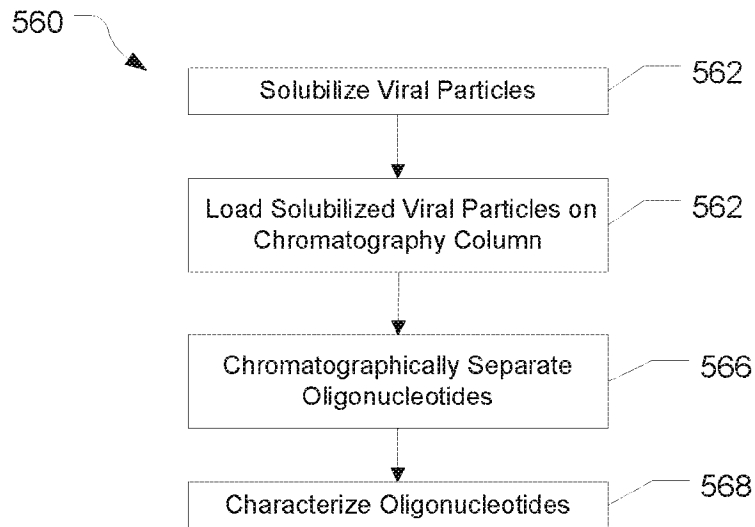 560
Solubilize Viral Particles
562
Load Solubilized Viral Particles on
Chromatography Column
562
Chromatographically Separate
Oligonucleotides
566
Characterize Oligonucleotides
568